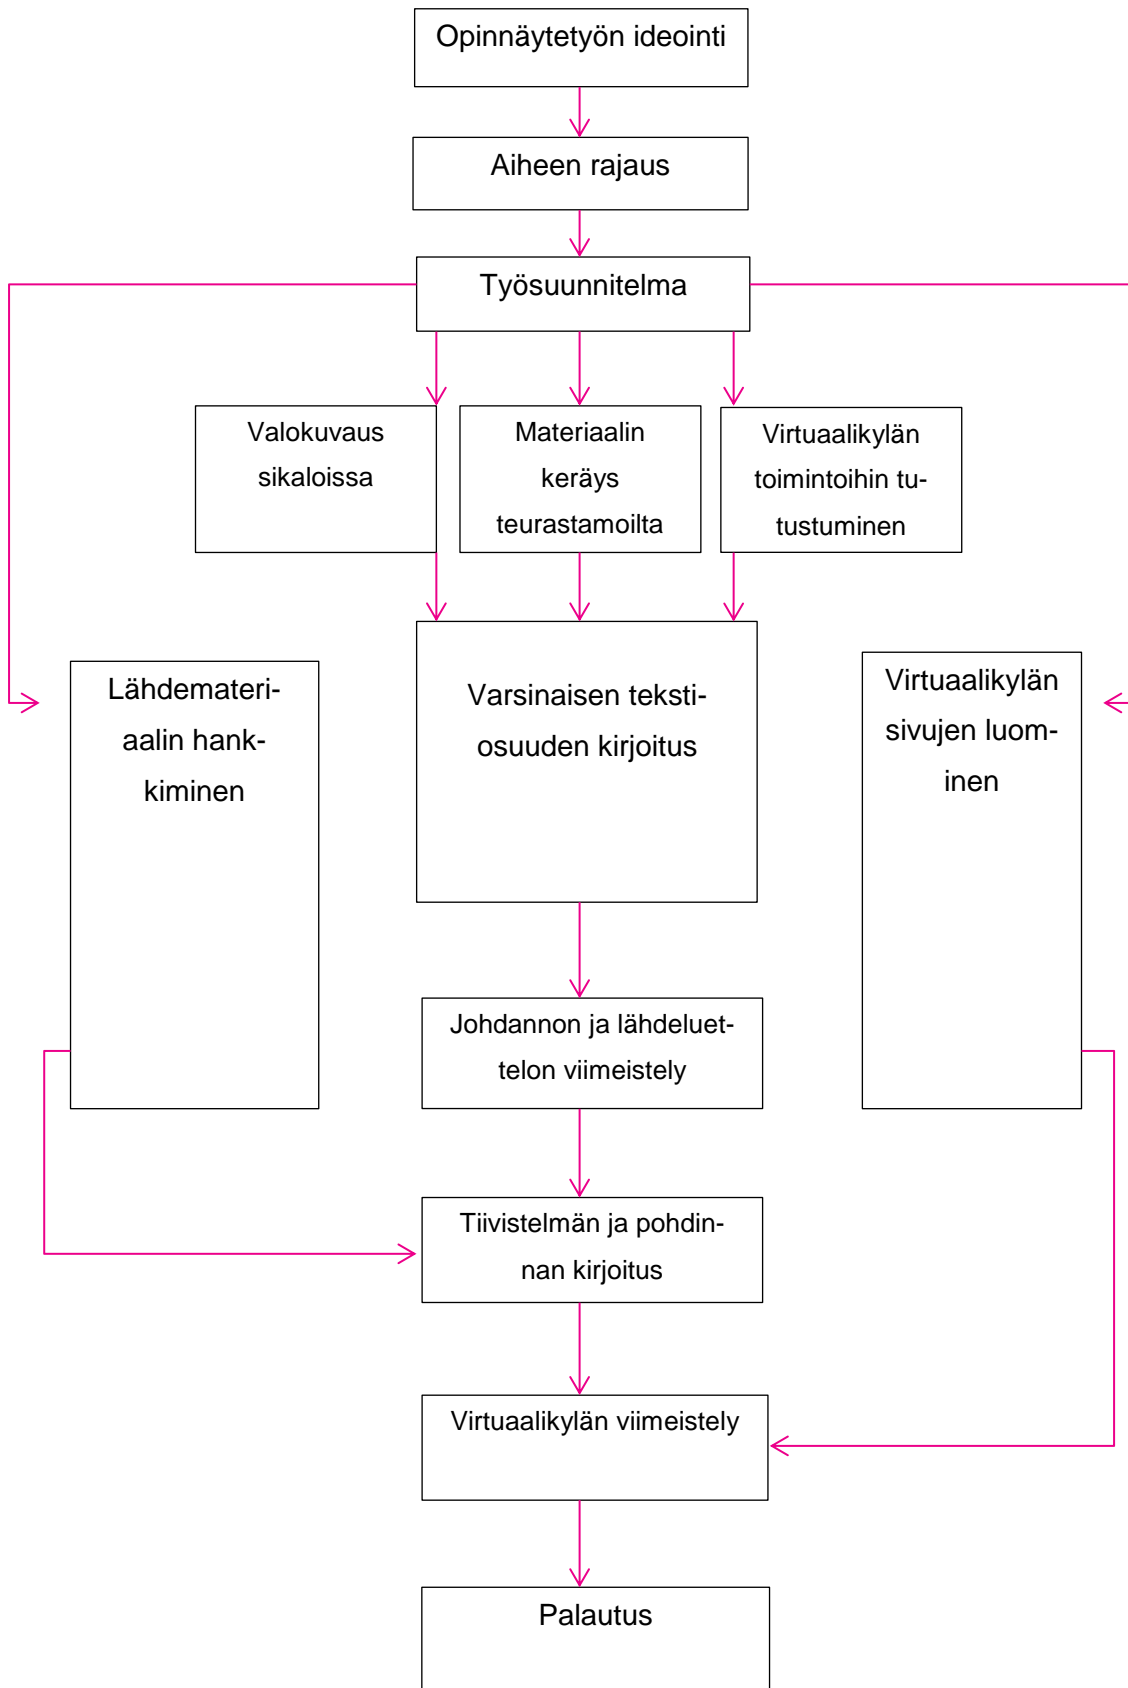 Opinnäytetyön ideointi
Aiheen rajaus
Työsuunnitelma
Valokuvaus
sikaloissa
Materiaalin
keräys
teurastamoilta
Virtuaalikylän
toimintoihin tu-
tustuminen
Lähdemateri-
aalin hank-
kiminen
Varsinaisen teksti-
osuuden kirjoitus
Virtuaalikylän
sivujen luom-
inen
Johdannon ja lähdeluet-
telon viimeistely
Tiivistelmän ja pohdin-
nan kirjoitus
Virtuaalikylän viimeistely
Palautus